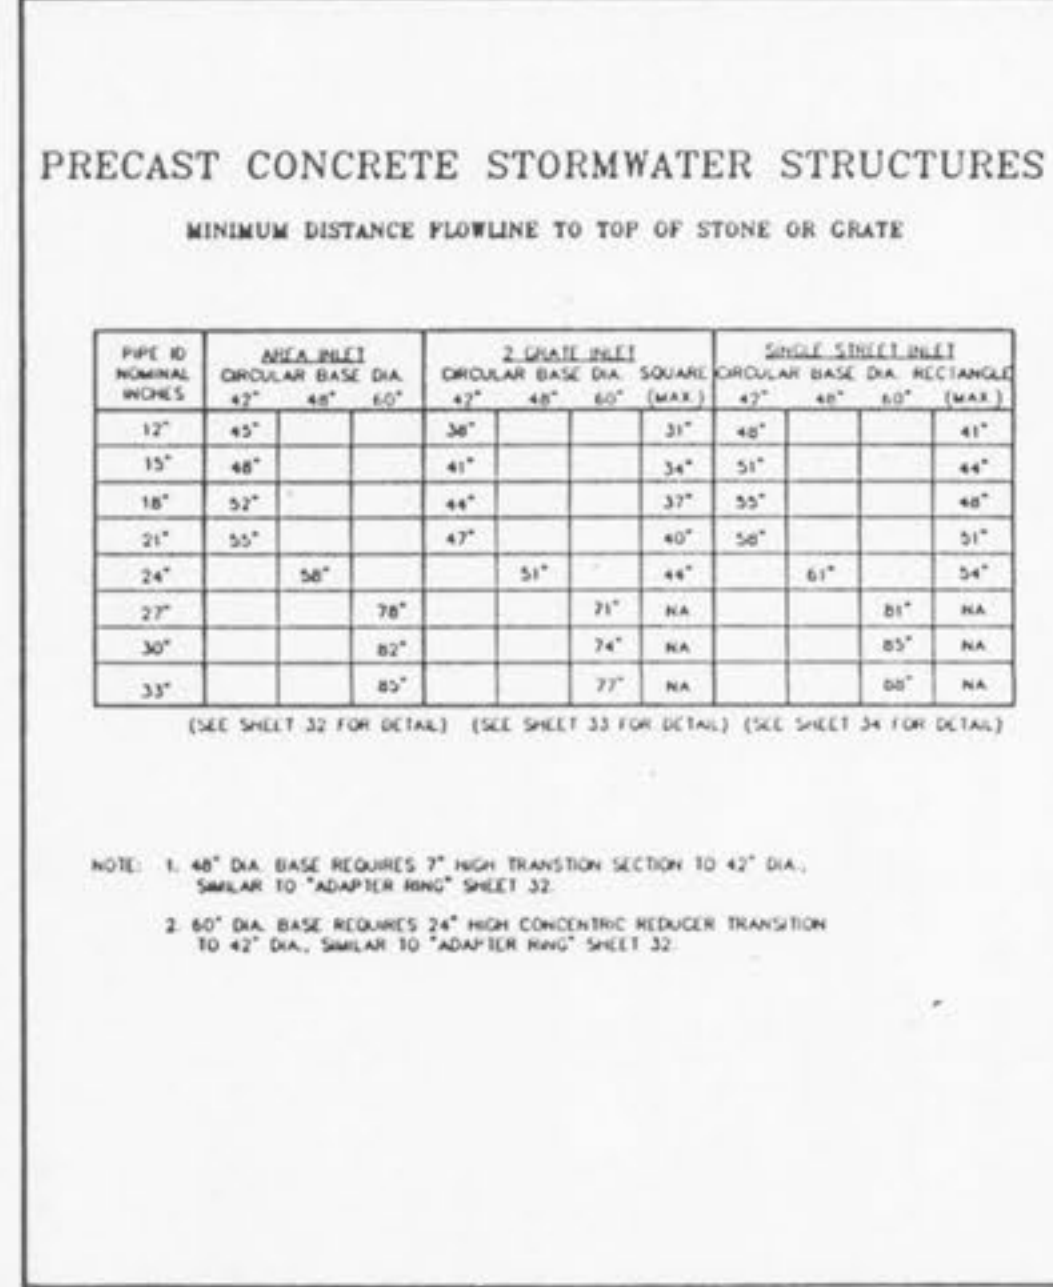 PRECAST CONCRETE STORMWATER STRUCTURES
MINIMUM DISTANCE FLOWLINE TO TOP OF STONE OR GRATE
PIPE ID NOMINAL INCHES
AREA INLET 2 GRATE INLET SINGLE STREET INLET
CIRCULAR BASE DIA. CIRCULAR BASE DIA. SQUARE CIRCULAR BASE DIA. RECTANGLE
42" 48" 60" 42" 48" 60" (MAX.) 42" 48" 60" (MAX.)
12" 45" 38" 31" 48" 41"
15" 48" 41" 34" 51" 44"
18" 52" 44" 37" 55" 48"
21" 55" 47" 40" 58" 51"
24" 58" 51" 44" 61" 54"
27" 78" 71" NA 81" NA
30" 82" 74" NA 85" NA
33" 85" 77" NA 88" NA
(SEE SHEET 32 FOR DETAIL) (SEE SHEET 33 FOR DETAIL) (SEE SHEET 34 FOR DETAIL)
NOTE: 1. 48" DIA. BASE REQUIRES 7" HIGH TRANSTION SECTION TO 42" DIA.,
SIMILAR TO "ADAPTER RING" SHEET 32.
2. 60" DIA. BASE REQUIRES 24" HIGH CONCENTRIC REDUCER TRANSITION
TO 42" DIA., SIMILAR TO "ADAPTER RING" SHEET 32.